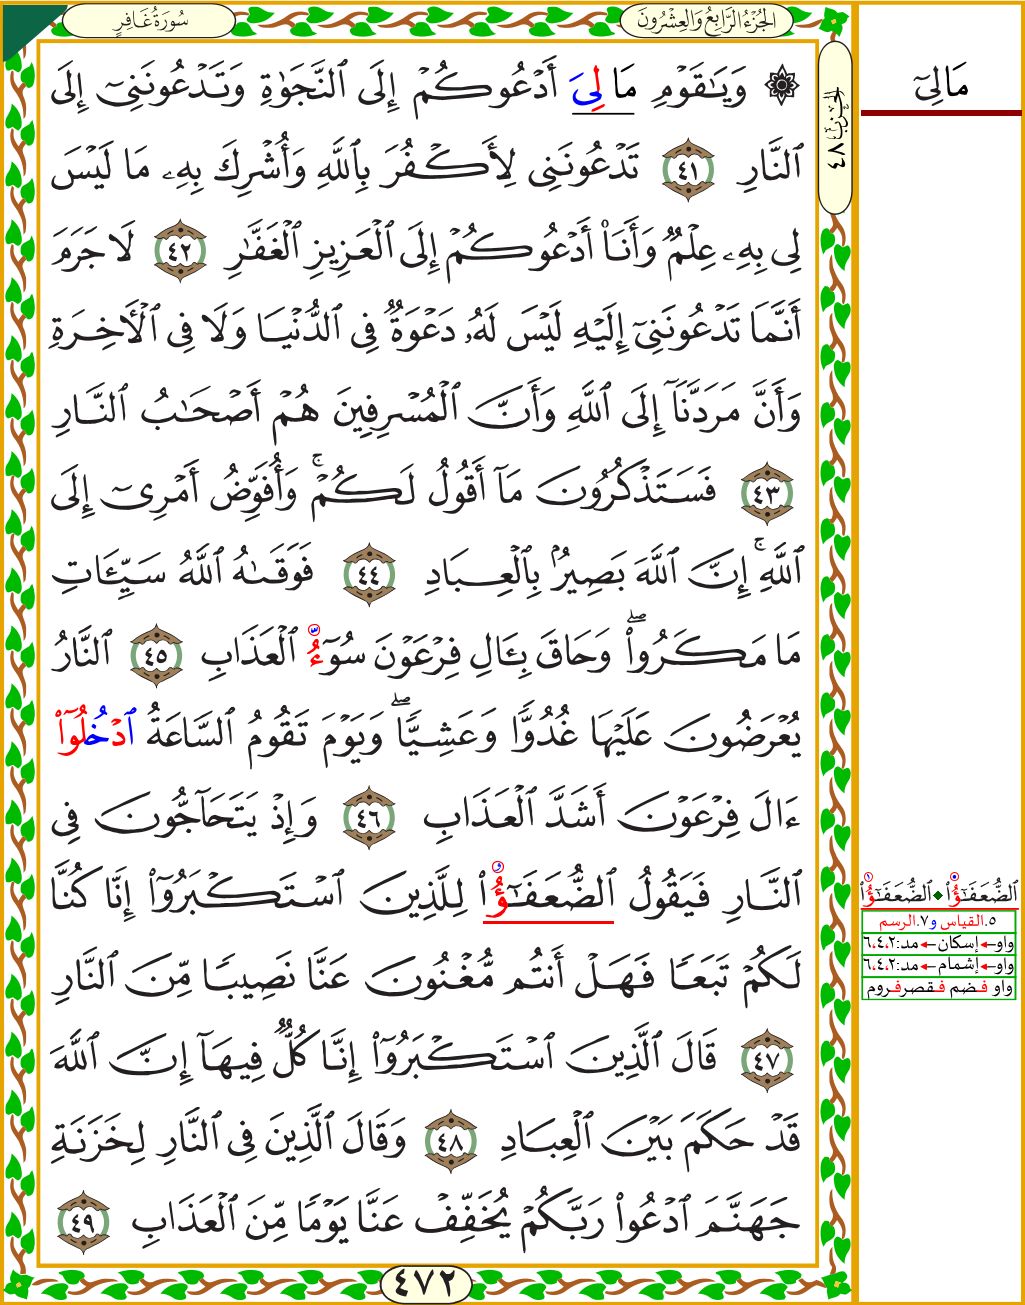 سُورَةُ غَافِرٍ
الجُزْءُ الرَّابِعُ وَالعِشْرُونَ
الحزب ٤٨
۞ وَيَٰقَوْمِ مَا لِىَ أَدْعُوكُمْ إِلَى ٱلنَّجَوٰةِ وَتَدْعُونَنِىٓ إِلَى
ٱلنَّارِ ٤١ تَدْعُونَنِى لِأَكْفُرَ بِٱللَّهِ وَأُشْرِكَ بِهِۦ مَا لَيْسَ
لِى بِهِۦ عِلْمٌ وَأَنَا۠ أَدْعُوكُمْ إِلَى ٱلْعَزِيزِ ٱلْغَفَّٰرِ ٤٢ لَا جَرَمَ
أَنَّمَا تَدْعُونَنِىٓ إِلَيْهِ لَيْسَ لَهُۥ دَعْوَةٌ فِى ٱلدُّنْيَا وَلَا فِى ٱلْأَخِرَةِ
وَأَنَّ مَرَدَّنَآ إِلَى ٱللَّهِ وَأَنَّ ٱلْمُسْرِفِينَ هُمْ أَصْحَٰبُ ٱلنَّارِ
٤٣ فَسَتَذْكُرُونَ مَآ أَقُولُ لَكُمْ ۚ وَأُفَوِّضُ أَمْرِىٓ إِلَى
ٱللَّهِ ۚ إِنَّ ٱللَّهَ بَصِيرٌۢ بِٱلْعِبَادِ ٤٤ فَوَقَىٰهُ ٱللَّهُ سَيِّـَٔاتِ
مَا مَكَرُوا۟ ۖ وَحَاقَ بِـَٔالِ فِرْعَوْنَ سُوٓءُ ٱلْعَذَابِ ٤٥ ٱلنَّارُ
يُعْرَضُونَ عَلَيْهَا غُدُوًّا وَعَشِيًّا ۖ وَيَوْمَ تَقُومُ ٱلسَّاعَةُ ٱدْخُلُوٓا۟
ءَالَ فِرْعَوْنَ أَشَدَّ ٱلْعَذَابِ ٤٦ وَإِذْ يَتَحَآجُّونَ فِى
ٱلنَّارِ فَيَقُولُ ٱلضُّعَفَٰٓؤُا۟ لِلَّذِينَ ٱسْتَكْبَرُوٓا۟ إِنَّا كُنَّا
لَكُمْ تَبَعًا فَهَلْ أَنتُم مُّغْنُونَ عَنَّا نَصِيبًا مِّنَ ٱلنَّارِ
٤٧ قَالَ ٱلَّذِينَ ٱسْتَكْبَرُوٓا۟ إِنَّا كُلٌّ فِيهَآ إِنَّ ٱللَّهَ
قَدْ حَكَمَ بَيْنَ ٱلْعِبَادِ ٤٨ وَقَالَ ٱلَّذِينَ فِى ٱلنَّارِ لِخَزَنَةِ
جَهَنَّمَ ٱدْعُوا۟ رَبَّكُمْ يُخَفِّفْ عَنَّا يَوْمًا مِّنَ ٱلْعَذَابِ ٤٩
٤٧٢
مَالِىٓ
ٱلضُّعَفَٰٓؤُا۟ ◆ ٱلضُّعَفَٰٓؤُا۟
٥.القياس و٧.الرسم
واو←إسكان←مد:٦،٤،٢
واو←إشمام←مد:٦،٤،٢
واو فضم فقصرفروم